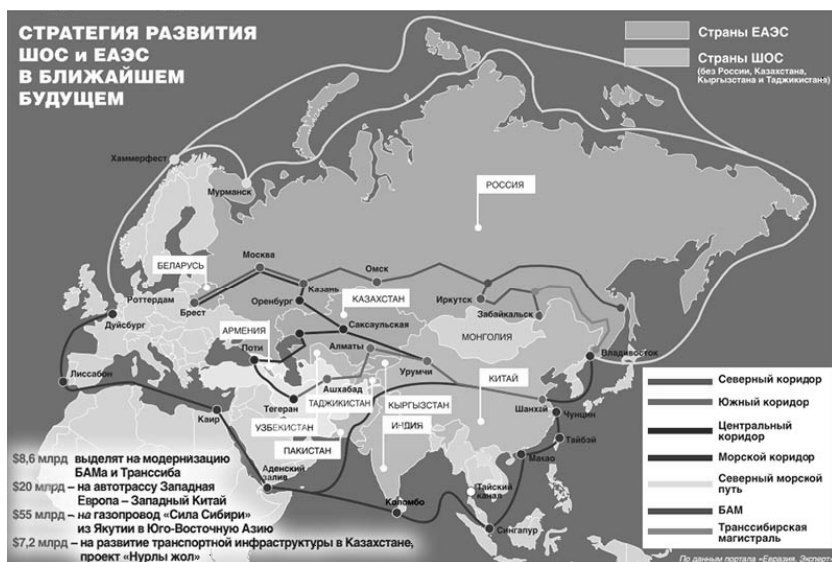 СТРАТЕГИЯ РАЗВИТИЯ
ШОС и ЕАЭС
В БЛИЖАЙШЕМ
БУДУЩЕМ
Страны ЕАЭС
Страны ШОС
(без России, Казахстана,
Кыргызстана и Таджикистана)
Хаммерфест
Мурманск
РОССИЯ
Москва
БЕЛАРУСЬ
Омск
Казань
Роттердам
Брест
Оренбург
КАЗАХСТАН
Иркутск
Забайкальск
Дуйсбург
АРМЕНИЯ
Саксаульская
МОНГОЛИЯ
Поти
Алматы
Владивосток
Лиссабон
Урумчи
Ашхабад
КИТАЙ
Тегеран
ТАДЖИКИСТАН
КЫРГЫЗСТАН
Шанхай
Чунцин
Каир
УЗБЕКИСТАН
ИНДИЯ
Тайбэй
ПАКИСТАН
Макао
Аденский
залив
Тайский
канал
Коломбо
Сингапур
Северный коридор
Южный коридор
Центральный
коридор
Морской коридор
Северный морской
путь
БАМ
Транссибирская
магистраль
$8,6 млрд выделят на модернизацию
БАМа и Транссиба
$20 млрд – на автотрассу Западная
Европа – Западный Китай
$55 млрд – на газопровод «Сила Сибири»
из Якутии в Юго-Восточную Азию
$7,2 млрд – на развитие транспортной инфраструктуры в Казахстане,
проект «Нурлы жол»
По данным портала «Евразия. Эксперт»